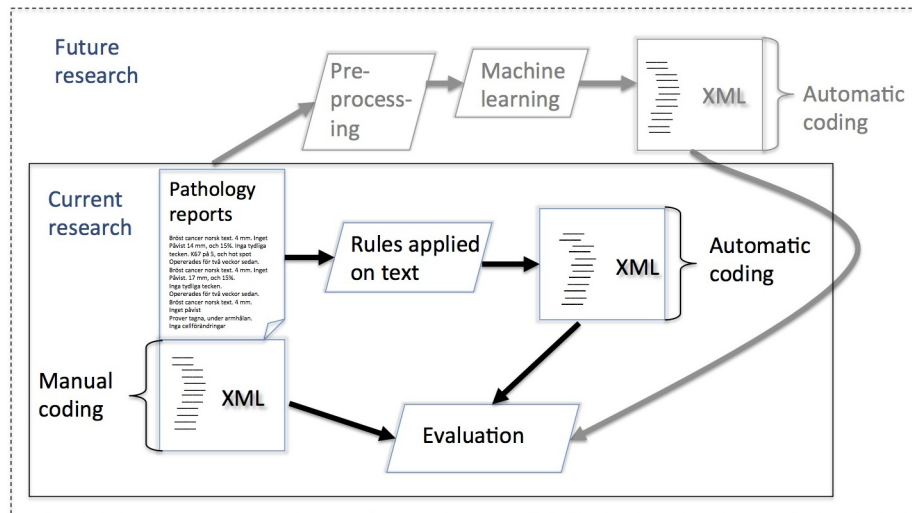 Future
research
Pre-
process-
ing
Machine
learning
XML
Automatic
coding
Current
research
Pathology
reports
Bröst cancer norsk text. 4 mm. Inget
Påvist 14 mm, och 15%. Inga tydliga
tecken. K67 på 5, och hot spot
Opererades för två veckor sedan.
Bröst cancer norsk text. 4 mm. Inget
Påvist. 17 mm, och 15%.
Inga tydliga tecken.
Opererades för två veckor sedan.
Bröst cancer norsk text. 4 mm.
Inget påvist
Prover tagna, under armhålan.
Inga cellförändringar
Rules applied
on text
XML
Automatic
coding
Manual
coding
XML
Evaluation